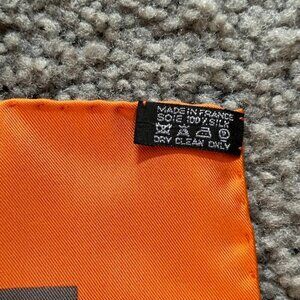 MADE IN FRANCE
SOIE 100% SILK
DRY CLEAN ONLY